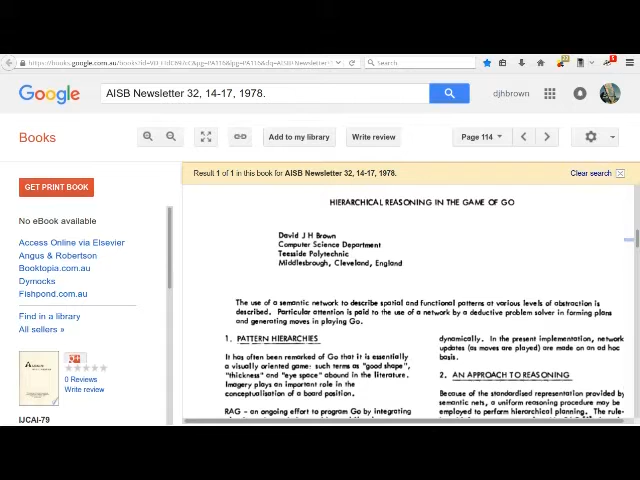 Search
Google
AISB Newsletter 32, 14-17, 1978.
djhbrown
Books
Add to my library
Write review
Page 114
Result 1 of 1 in this book for AISB Newsletter 32, 14-17, 1978.
Clear search
GET PRINT BOOK
No eBook available
Access Online via Elsevier
Angus & Robertson
Booktopia.com.au
Dymocks
Fishpond.com.au
Find in a library
All sellers »
0 Reviews
Write review
IJCAI-79
HIERARCHICAL REASONING IN THE GAME OF GO
David J H Brown
Computer Science Department
Teesside Polytechnic
Middlesbrough, Cleveland, England
The use of a semantic network to describe spatial and functional patterns at various levels of abstraction is
described. Particular attention is paid to the use of a network by a deductive problem solver in forming plans
and generating moves in playing Go.
1. PATTERN HIERARCHIES
It has often been remarked of Go that it is essentially
a visually oriented game: such terms as "good shape",
"thickness" and "eye space" abound in the literature.
Imagery plays an important role in the
conceptualisation of a board position.
RAG - an ongoing effort to program Go by integrating
dynamically. In the present implementation, network
updates (as moves are played) are made on an ad hoc
basis.
2. AN APPROACH TO REASONING
Because of the standardised representation provided by
semantic nets, a uniform reasoning procedure may be
employed to perform hierarchical planning. The rule-